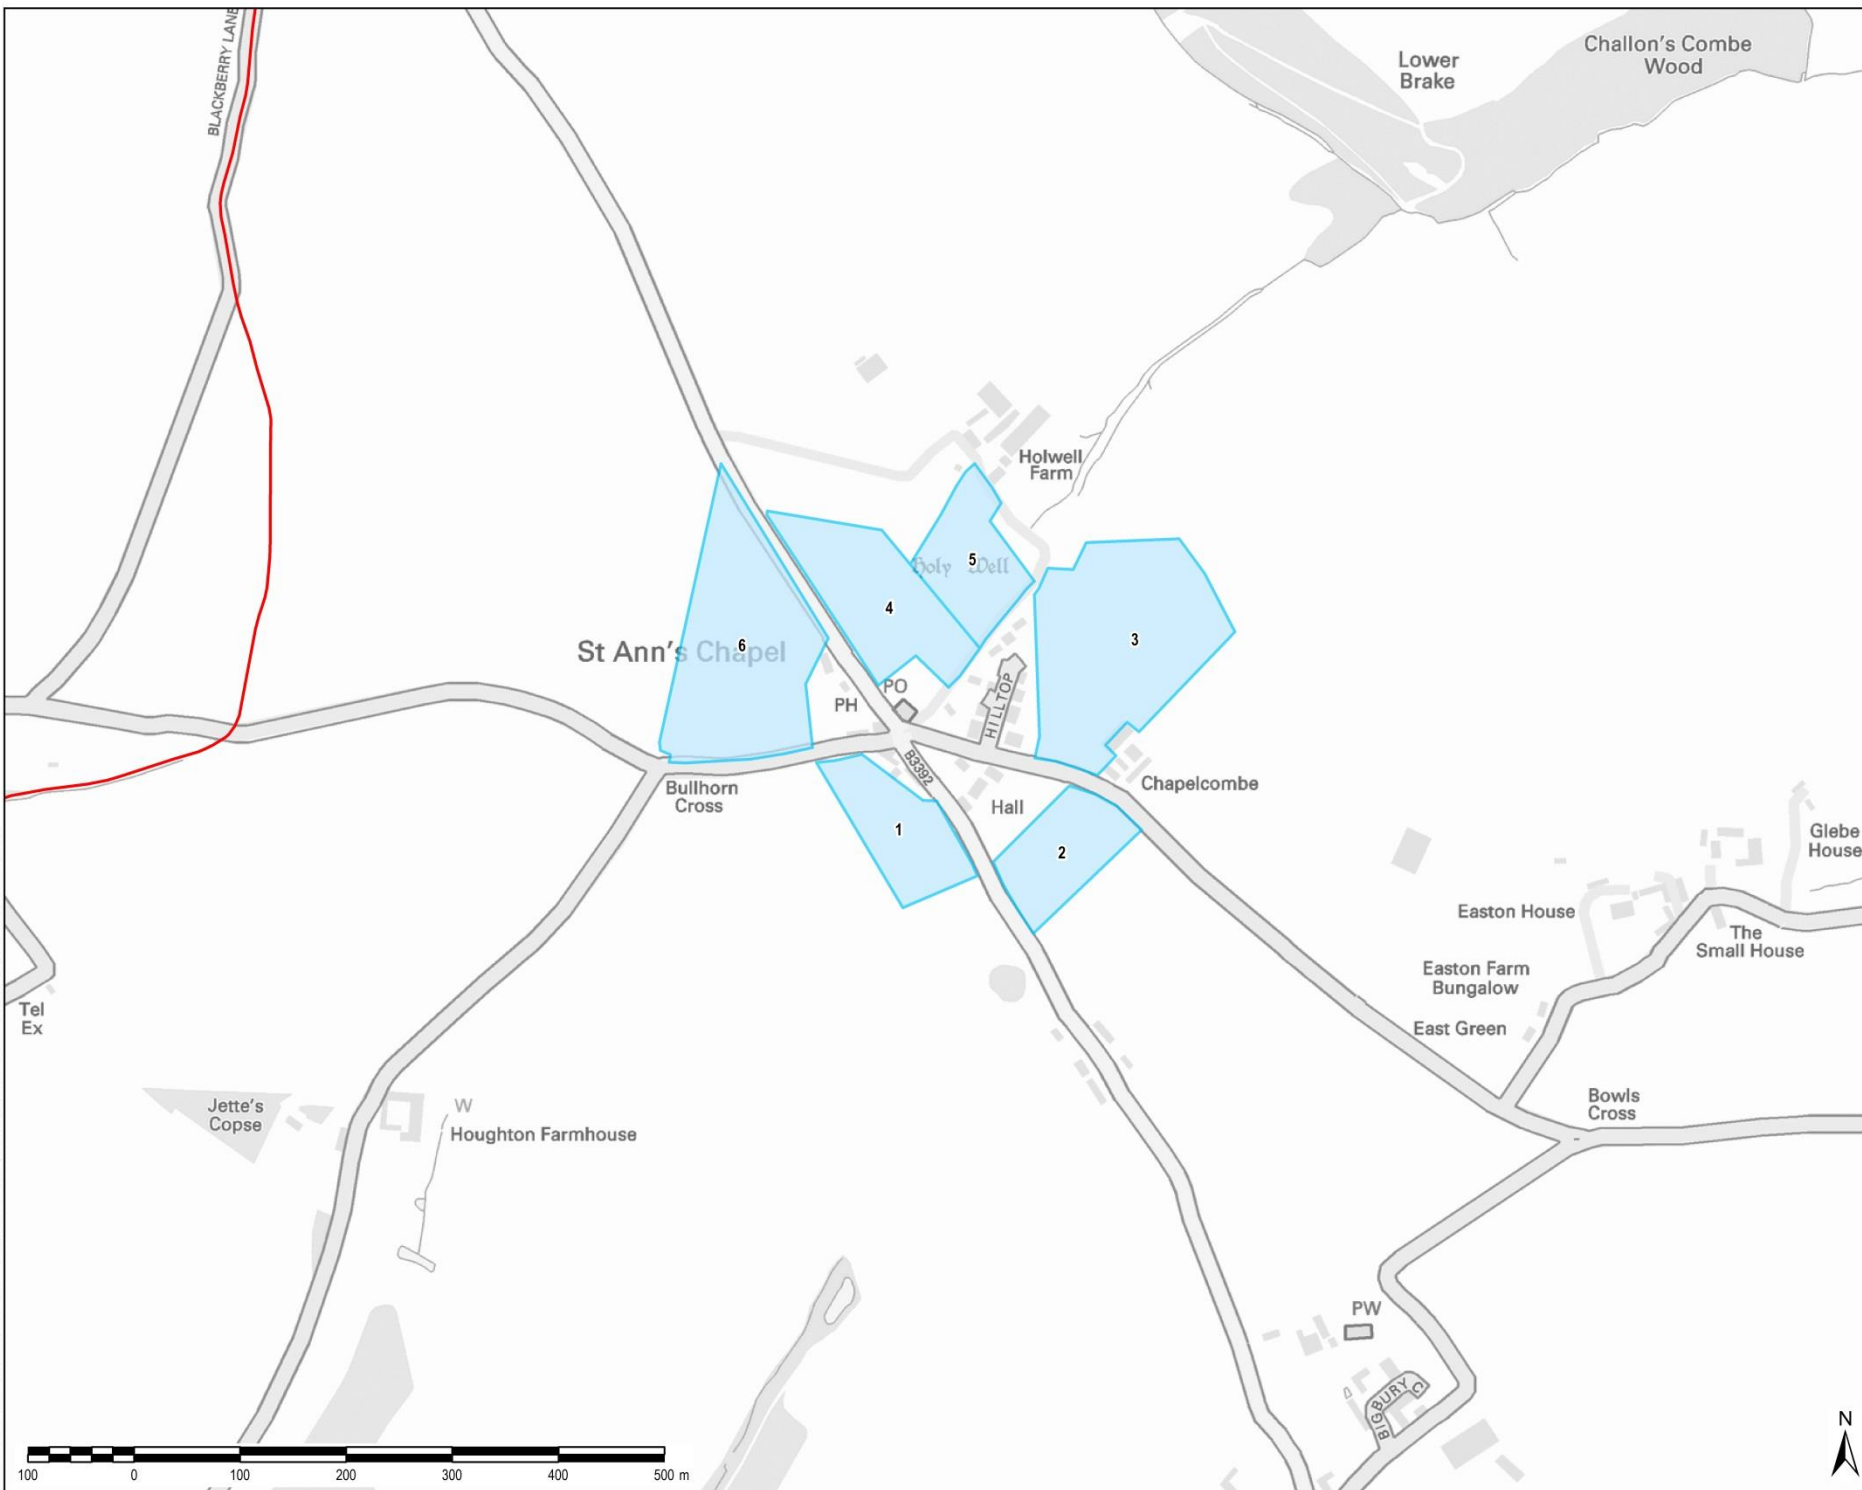 BLACKBERRY LANE
Lower
Brake
Challon's Combe
Wood
Holwell
Farm
Holy Well
5
4
3
St Ann's Chapel
6
PO
PH
HILLTOP
B3392
Bullhorn
Cross
Chapelcombe
Hall
1
2
Glebe
House
Easton House
The
Small House
Easton Farm
Bungalow
East Green
Tel
Ex
Bowls
Cross
Jette's
Copse
W
Houghton Farmhouse
PW
BIGBURY C
N
100 0 100 200 300 400 500 m